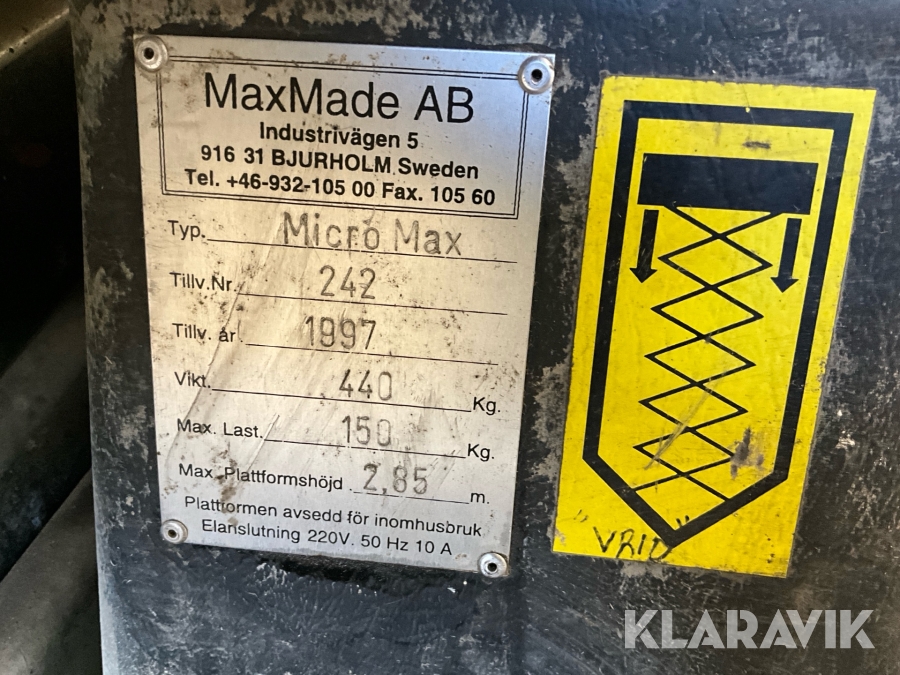 MaxMade AB
Industrivägen 5
916 31 BJURHOLM Sweden
Tel. +46-932-105 00 Fax. 105 60
Typ. Micro Max
Tillv.Nr. 242
Tillv. år 1997
Vikt. 440 Kg.
Max. Last. 150 Kg.
Max. Plattformshöjd. 2,85 m.
Plattformen avsedd för inomhusbruk
Elanslutning 220V. 50 Hz 10 A
"VRID"
KLARAVIK